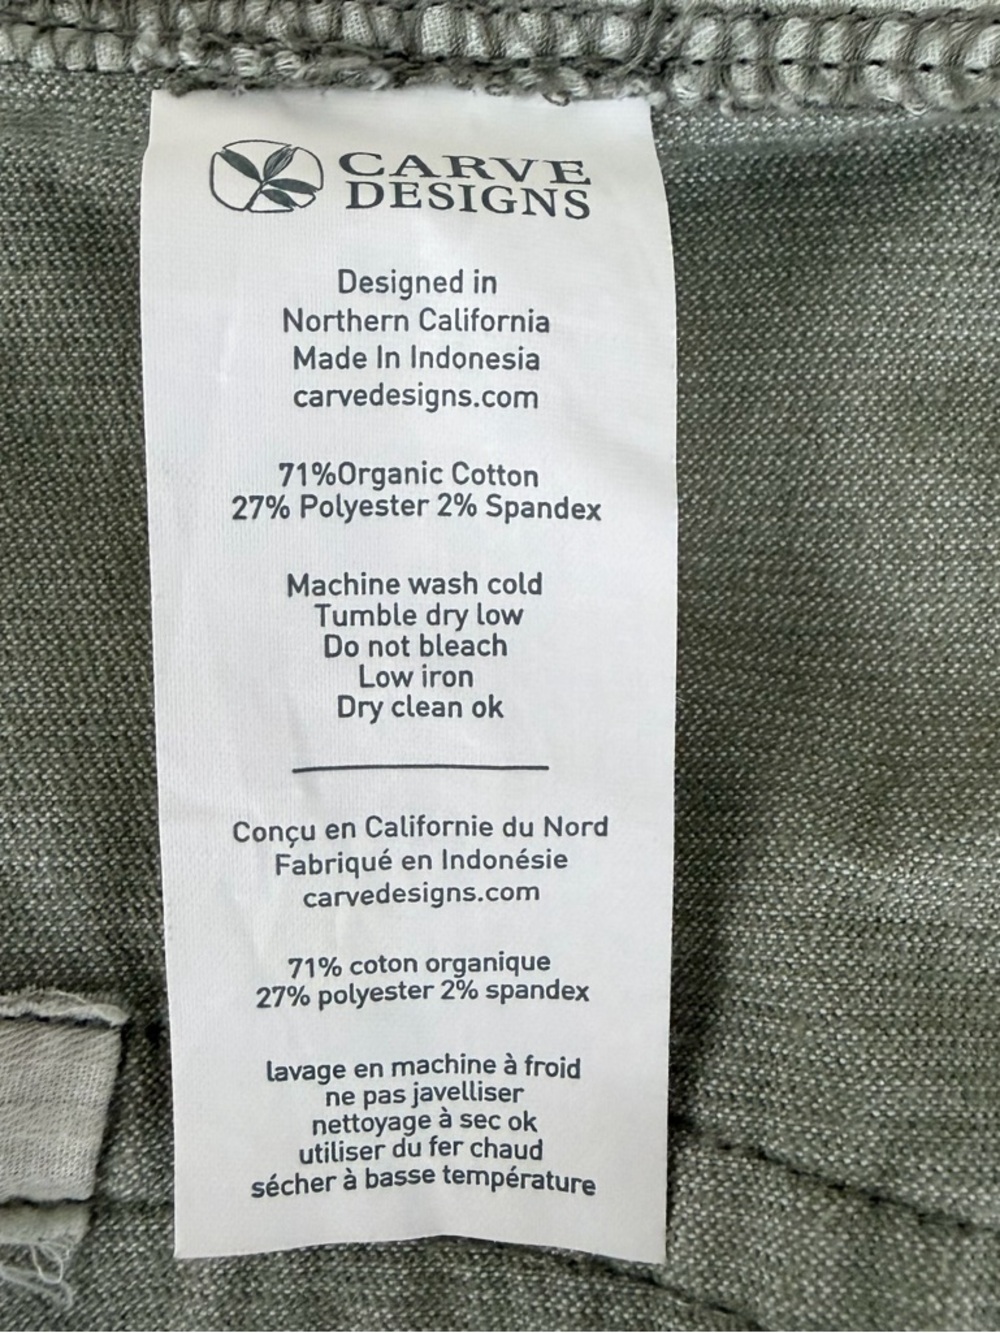 CARVE
DESIGNS
Designed in
Northern California
Made In Indonesia
carvedesigns.com
71%Organic Cotton
27% Polyester 2% Spandex
Machine wash cold
Tumble dry low
Do not bleach
Low iron
Dry clean ok
Conçu en Californie du Nord
Fabriqué en Indonésie
carvedesigns.com
71% coton organique
27% polyester 2% spandex
lavage en machine à froid
ne pas javelliser
nettoyage à sec ok
utiliser du fer chaud
sécher à basse température